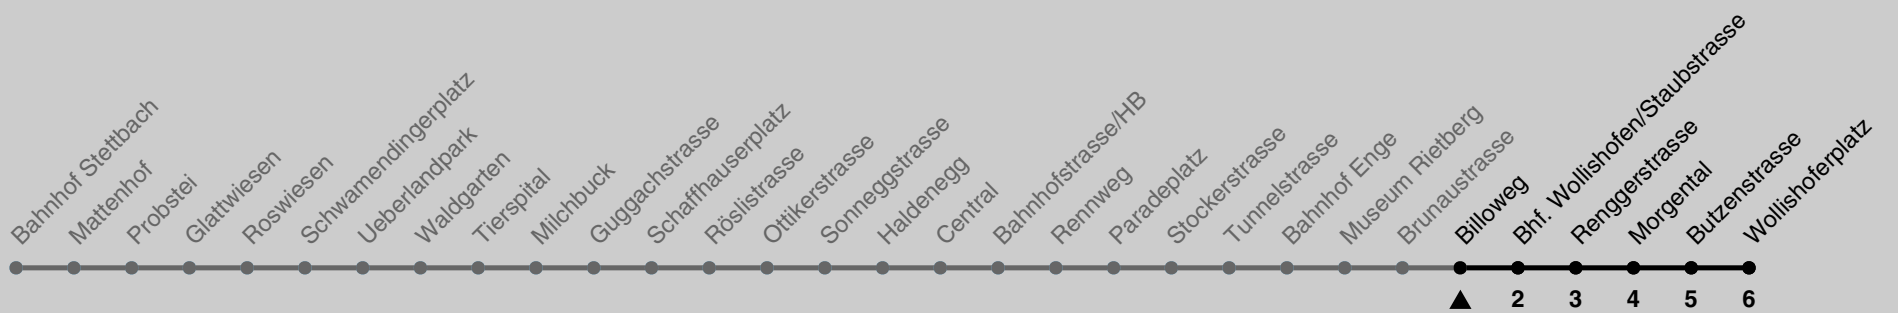 Bahnhof Stettbach
Mattenhof
Probstei
Glattwiesen
Roswiesen
Schwamendingerplatz
Ueberlandpark
Waldgarten
Tierspital
Milchbuck
Guggachstrasse
Schaffhauserplatz
Röslistrasse
Ottikerstrasse
Sonneggstrasse
Haldenegg
Central
Bahnhofstrasse/HB
Rennweg
Paradeplatz
Stockerstrasse
Tunnelstrasse
Bahnhof Enge
Museum Rietberg
Brunaustrasse
Billoweg
Bhf. Wollishofen/Staubstrasse
Renggerstrasse
Morgental
Butzenstrasse
Wollishoferplatz
2 3 4 5 6